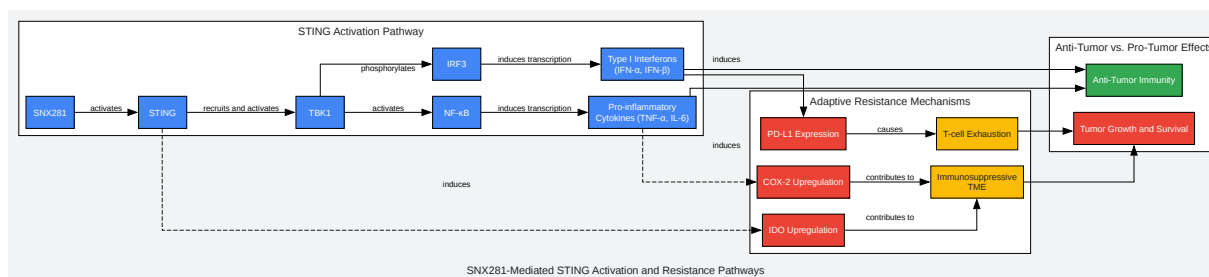 STING Activation Pathway
SNX281
activates
STING
recruits and activates
TBK1
phosphorylates
IRF3
induces transcription
Type I Interferons
(IFN-α, IFN-β)
activates
NF-κB
induces transcription
Pro-inflammatory
Cytokines (TNF-α, IL-6)
induces
induces
induces
Adaptive Resistance Mechanisms
PD-L1 Expression
causes
T-cell Exhaustion
COX-2 Upregulation
contributes to
Immunosuppressive
TME
IDO Upregulation
contributes to
Anti-Tumor vs. Pro-Tumor Effects
Anti-Tumor Immunity
Tumor Growth and Survival
SNX281-Mediated STING Activation and Resistance Pathways